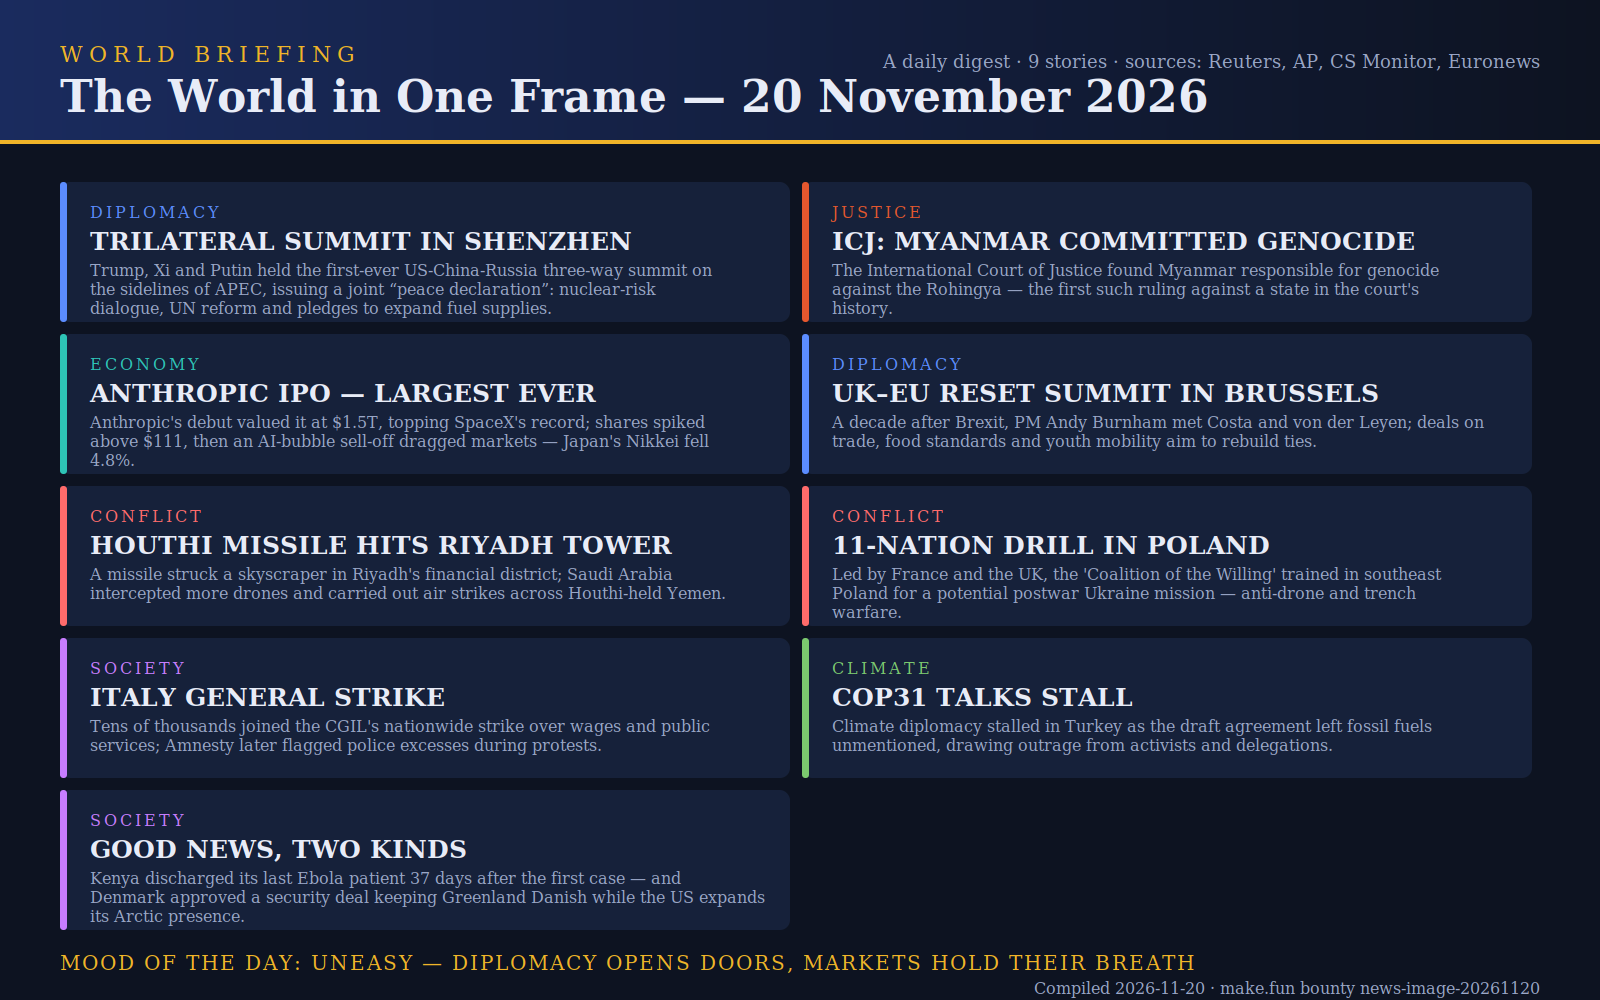 WORLD BRIEFING
A daily digest · 9 stories · sources: Reuters, AP, CS Monitor, Euronews
The World in One Frame — 20 November 2026
DIPLOMACY
TRILATERAL SUMMIT IN SHENZHEN
Trump, Xi and Putin held the first-ever US-China-Russia three-way summit on
the sidelines of APEC, issuing a joint “peace declaration”: nuclear-risk
dialogue, UN reform and pledges to expand fuel supplies.
JUSTICE
ICJ: MYANMAR COMMITTED GENOCIDE
The International Court of Justice found Myanmar responsible for genocide
against the Rohingya — the first such ruling against a state in the court's
history.
ECONOMY
ANTHROPIC IPO — LARGEST EVER
Anthropic's debut valued it at $1.5T, topping SpaceX's record; shares spiked
above $111, then an AI-bubble sell-off dragged markets — Japan's Nikkei fell
4.8%.
DIPLOMACY
UK–EU RESET SUMMIT IN BRUSSELS
A decade after Brexit, PM Andy Burnham met Costa and von der Leyen; deals on
trade, food standards and youth mobility aim to rebuild ties.
CONFLICT
HOUTHI MISSILE HITS RIYADH TOWER
A missile struck a skyscraper in Riyadh's financial district; Saudi Arabia
intercepted more drones and carried out air strikes across Houthi-held Yemen.
CONFLICT
11-NATION DRILL IN POLAND
Led by France and the UK, the 'Coalition of the Willing' trained in southeast
Poland for a potential postwar Ukraine mission — anti-drone and trench
warfare.
SOCIETY
ITALY GENERAL STRIKE
Tens of thousands joined the CGIL's nationwide strike over wages and public
services; Amnesty later flagged police excesses during protests.
CLIMATE
COP31 TALKS STALL
Climate diplomacy stalled in Turkey as the draft agreement left fossil fuels
unmentioned, drawing outrage from activists and delegations.
SOCIETY
GOOD NEWS, TWO KINDS
Kenya discharged its last Ebola patient 37 days after the first case — and
Denmark approved a security deal keeping Greenland Danish while the US expands
its Arctic presence.
MOOD OF THE DAY: UNEASY — DIPLOMACY OPENS DOORS, MARKETS HOLD THEIR BREATH
Compiled 2026-11-20 · make.fun bounty news-image-20261120